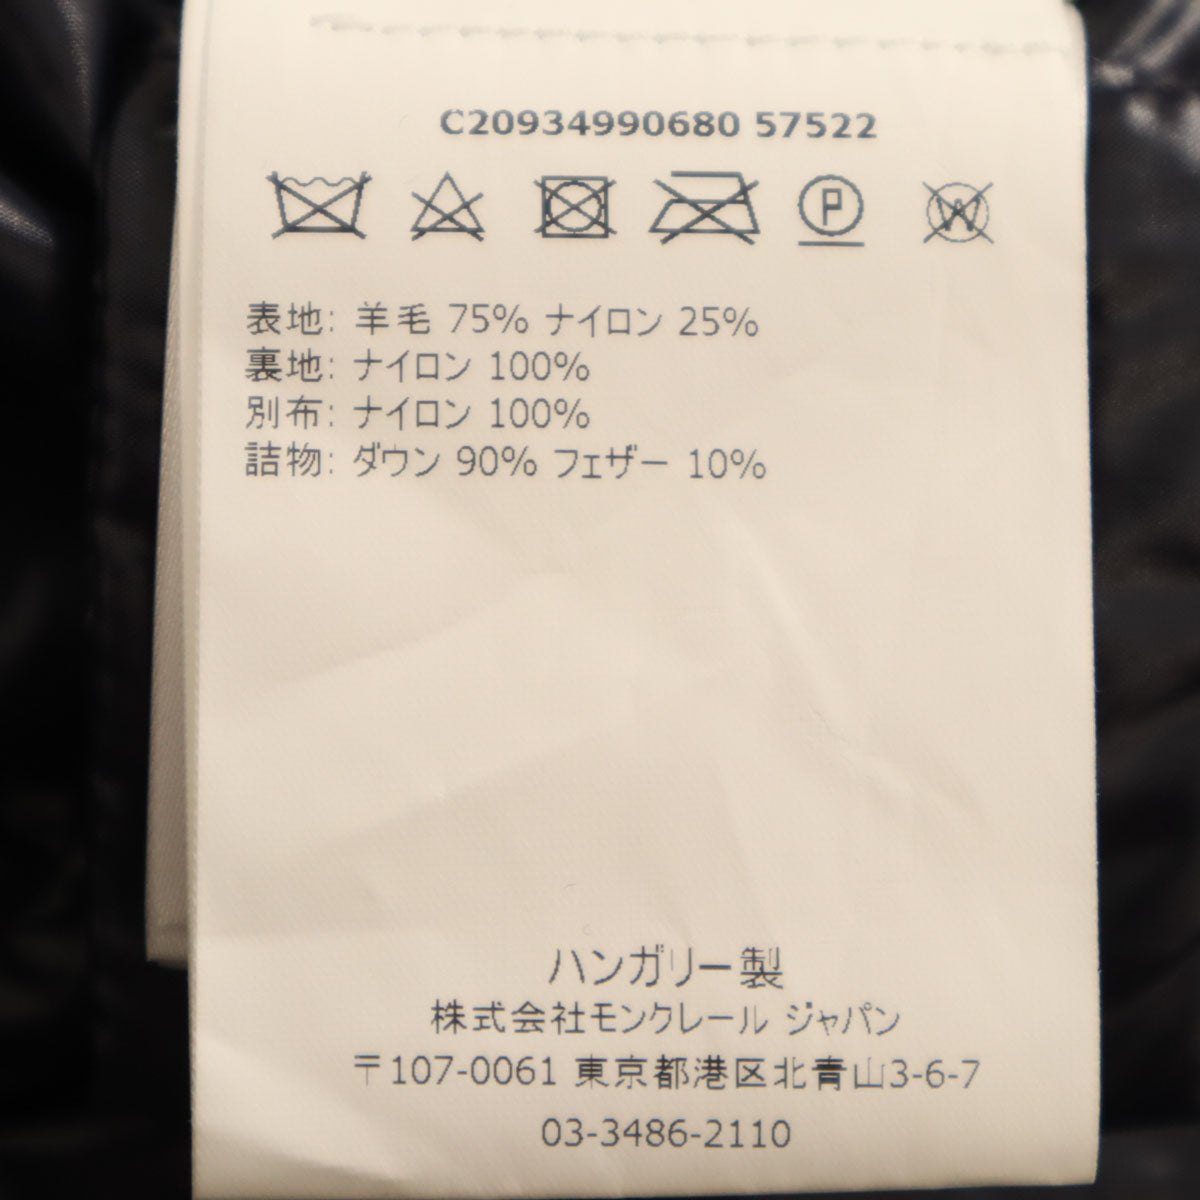 C20934990680 57522
P
W
表地: 羊毛 75% ナイロン 25%
裏地: ナイロン 100%
別布: ナイロン 100%
詰物: ダウン 90% フェザー 10%
ハンガリー製
株式会社モンクレール ジャパン
〒107-0061 東京都港区北青山3-6-7
03-3486-2110